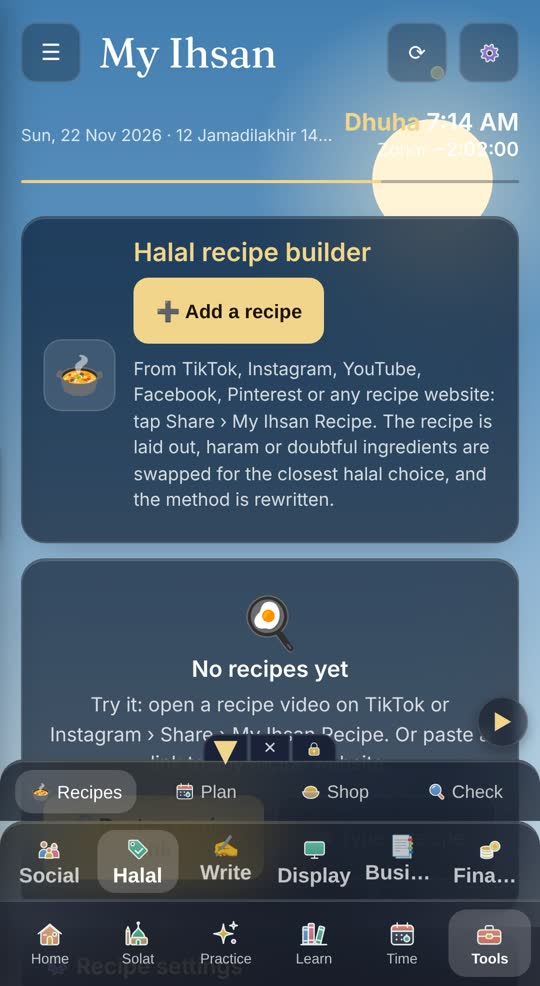 My Ihsan
Sun, 22 Nov 2026 · 12 Jamadilakhir 14...
Dhuha 7:14 AM
Zohor −2:02:00
Halal recipe builder
➕ Add a recipe
From TikTok, Instagram, YouTube,
Facebook, Pinterest or any recipe website:
tap Share › My Ihsan Recipe. The recipe is
laid out, haram or doubtful ingredients are
swapped for the closest halal choice, and
the method is rewritten.
No recipes yet
Try it: open a recipe video on TikTok or
Instagram › Share › My Ihsan Recipe. Or paste a
Recipes
Plan
Shop
Check
Social
Halal
Write
Display
Busi...
Fina...
Recipe settings
Home
Solat
Practice
Learn
Time
Tools